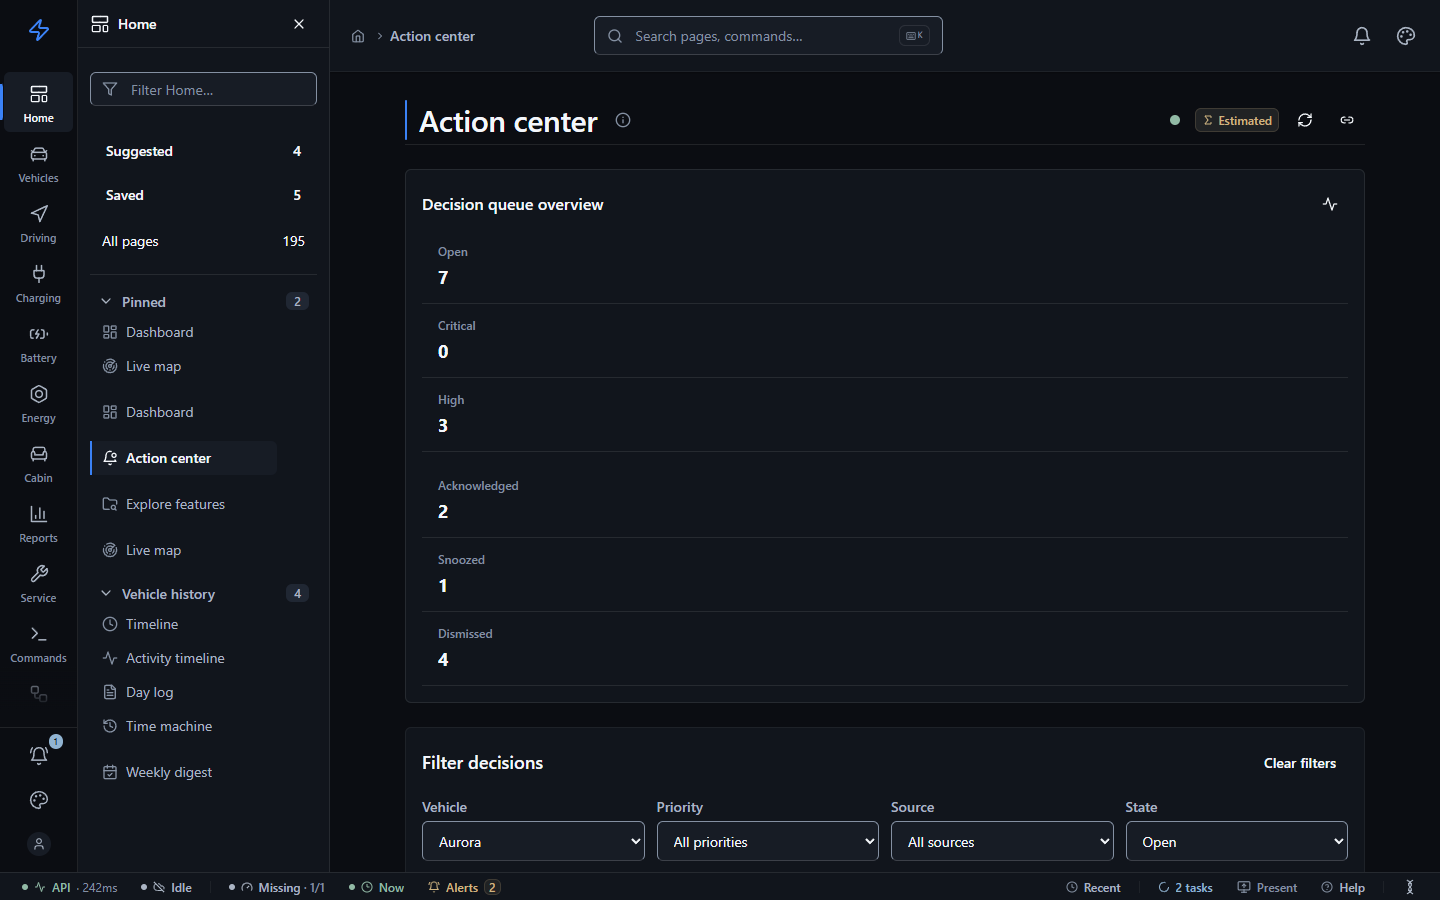 Home
Home
Vehicles
Driving
Charging
Battery
Energy
Cabin
Reports
Service
Commands
1
Filter Home...
Suggested 4
Saved 5
All pages 195
Pinned 2
Dashboard
Live map
Dashboard
Action center
Explore features
Live map
Vehicle history 4
Timeline
Activity timeline
Day log
Time machine
Weekly digest
Action center
Search pages, commands... K
Action center
Σ Estimated
Decision queue overview
Open
7
Critical
0
High
3
Acknowledged
2
Snoozed
1
Dismissed
4
Filter decisions Clear filters
Vehicle Priority Source State
Aurora All priorities All sources Open
API · 242ms Idle Missing · 1/1 Now Alerts 2 Recent 2 tasks Present Help